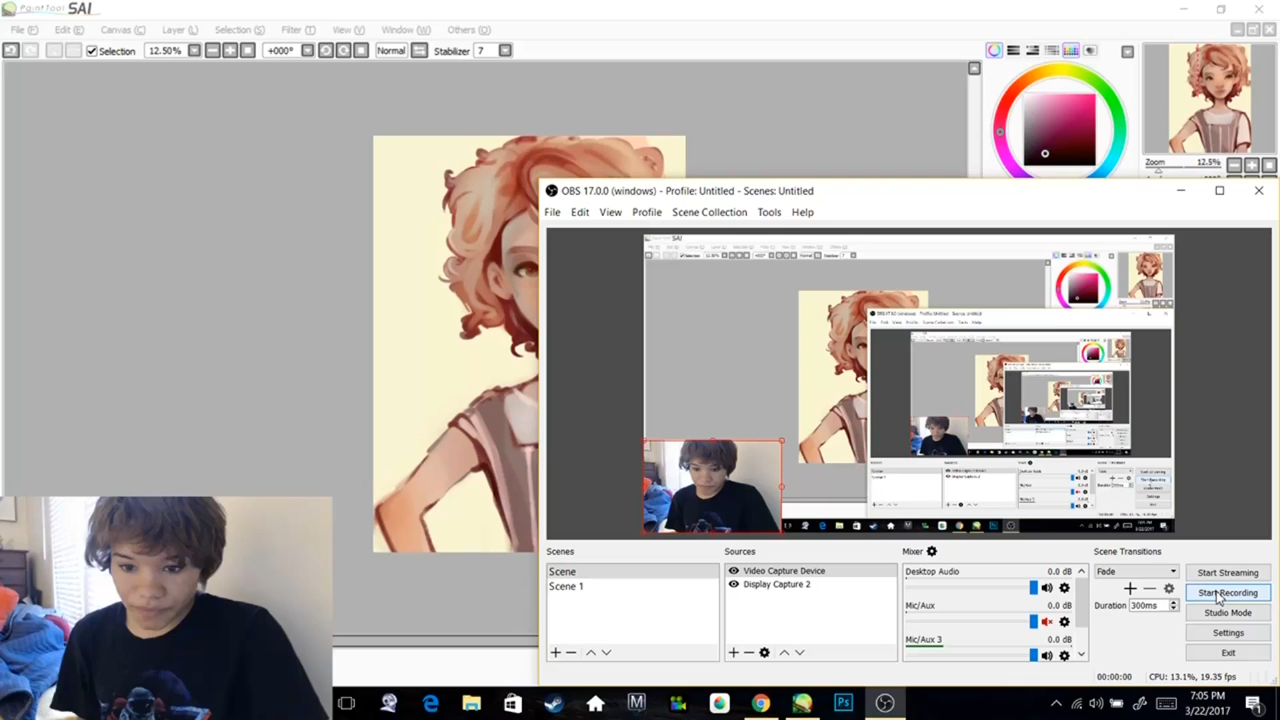 PaintTool SAI
File (F) Edit (E) Canvas (C) Layer (L) Selection (S) Filter (T) View (V) Window (W) Others (O)
Selection 12.50% +000° Normal Stabilizer 7
Zoom 12.5%
OBS 17.0.0 (windows) - Profile: Untitled - Scenes: Untitled
File Edit View Profile Scene Collection Tools Help
Scenes Sources Mixer Scene Transitions
Scene Video Capture Device Desktop Audio 0.0 dB Fade Start Streaming
Scene 1 Display Capture 2
Start Recording
Mic/Aux 0.0 dB Duration 300ms
Studio Mode
Settings
Mic/Aux 3 0.0 dB
Exit
00:00:00 CPU: 13.1%, 19.35 fps
7:05 PM
3/22/2017